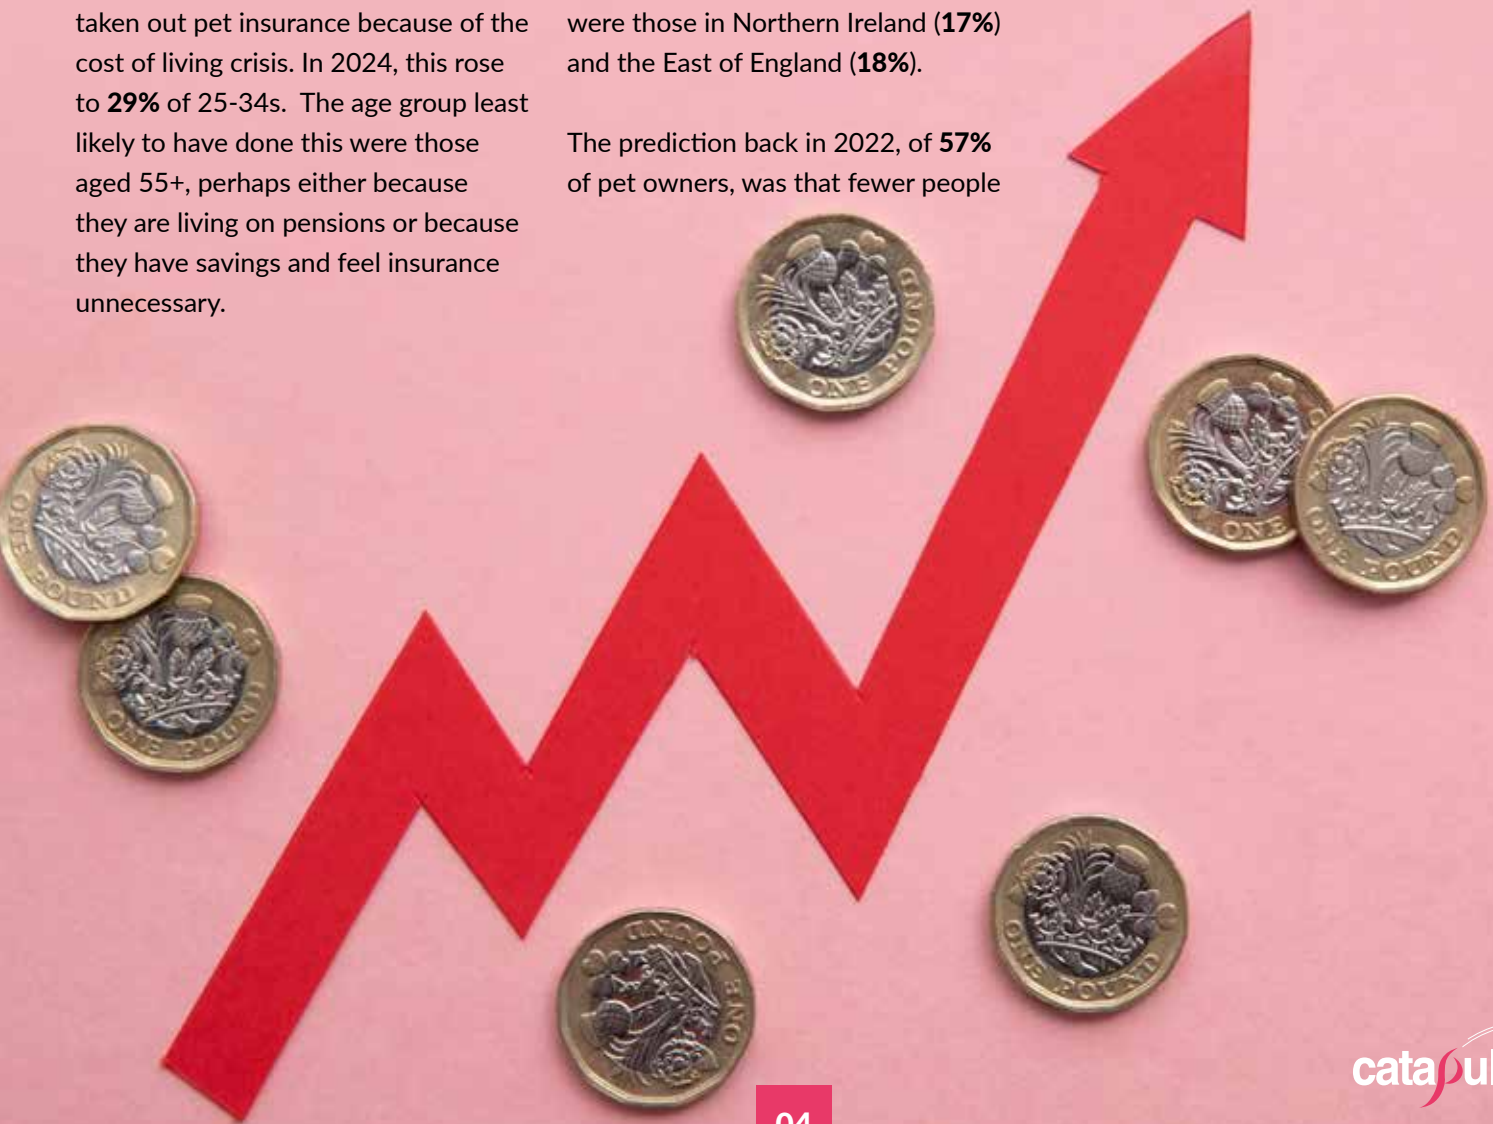 taken out pet insurance because of the
cost of living crisis. In 2024, this rose
to 29% of 25-34s.  The age group least
likely to have done this were those
aged 55+, perhaps either because
they are living on pensions or because
they have savings and feel insurance
unnecessary.
were those in Northern Ireland (17%)
and the East of England (18%).
The prediction back in 2022, of 57%
of pet owners, was that fewer people
ONE POUND
ONE POUND
ONE POUND
ONE
ONE POUND
ONE POUND
ONE POUND
04